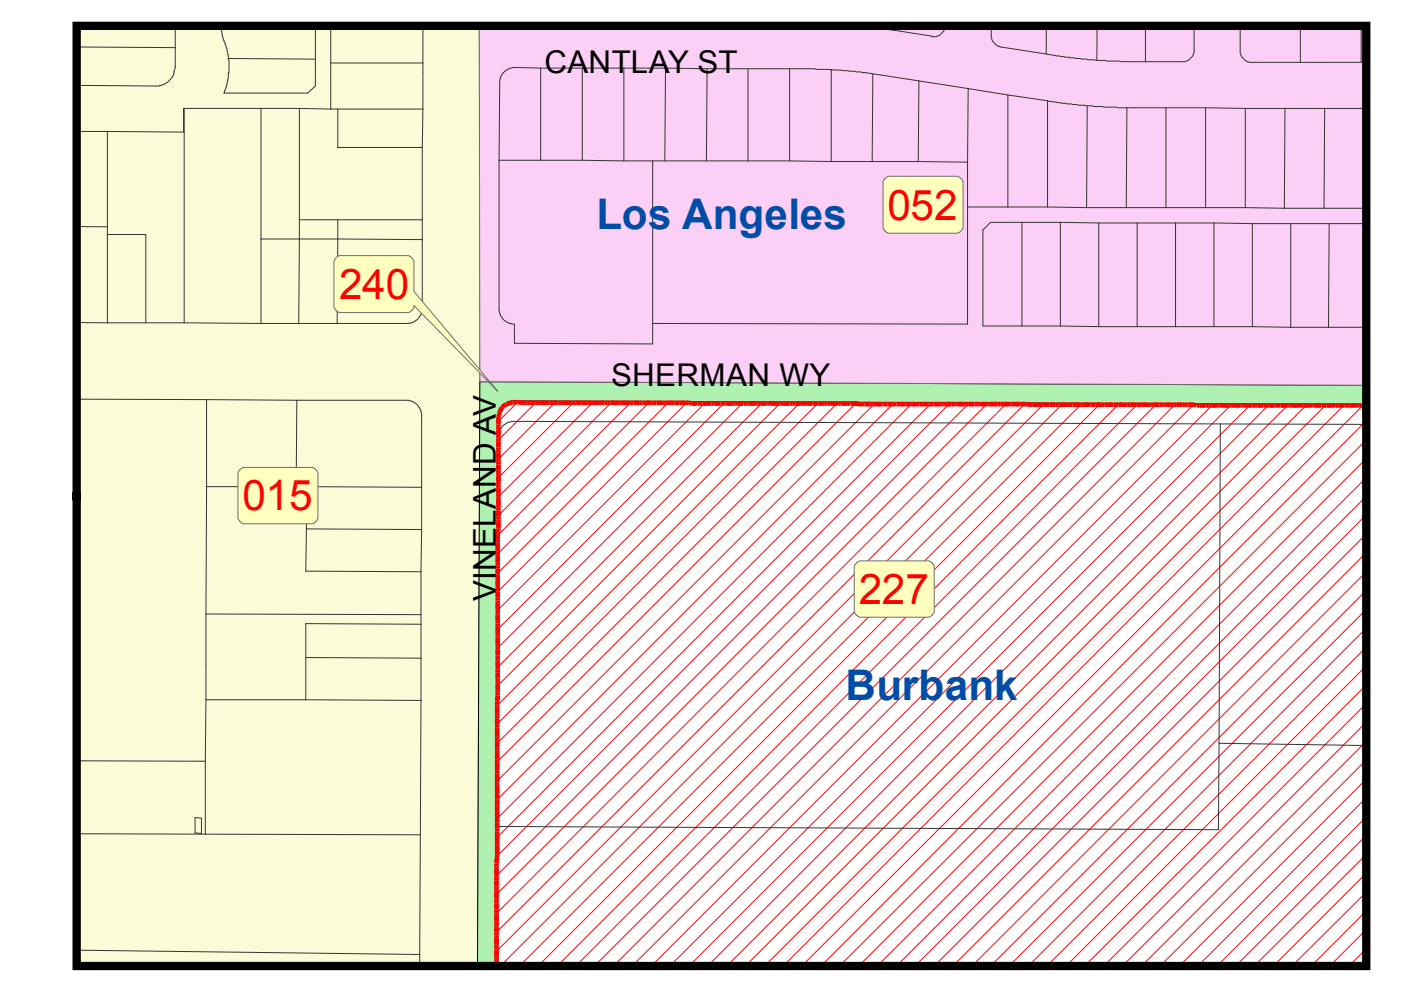 CANTLAY ST
Los Angeles
052
240
SHERMAN WY
VINELAND AV
015
227
Burbank